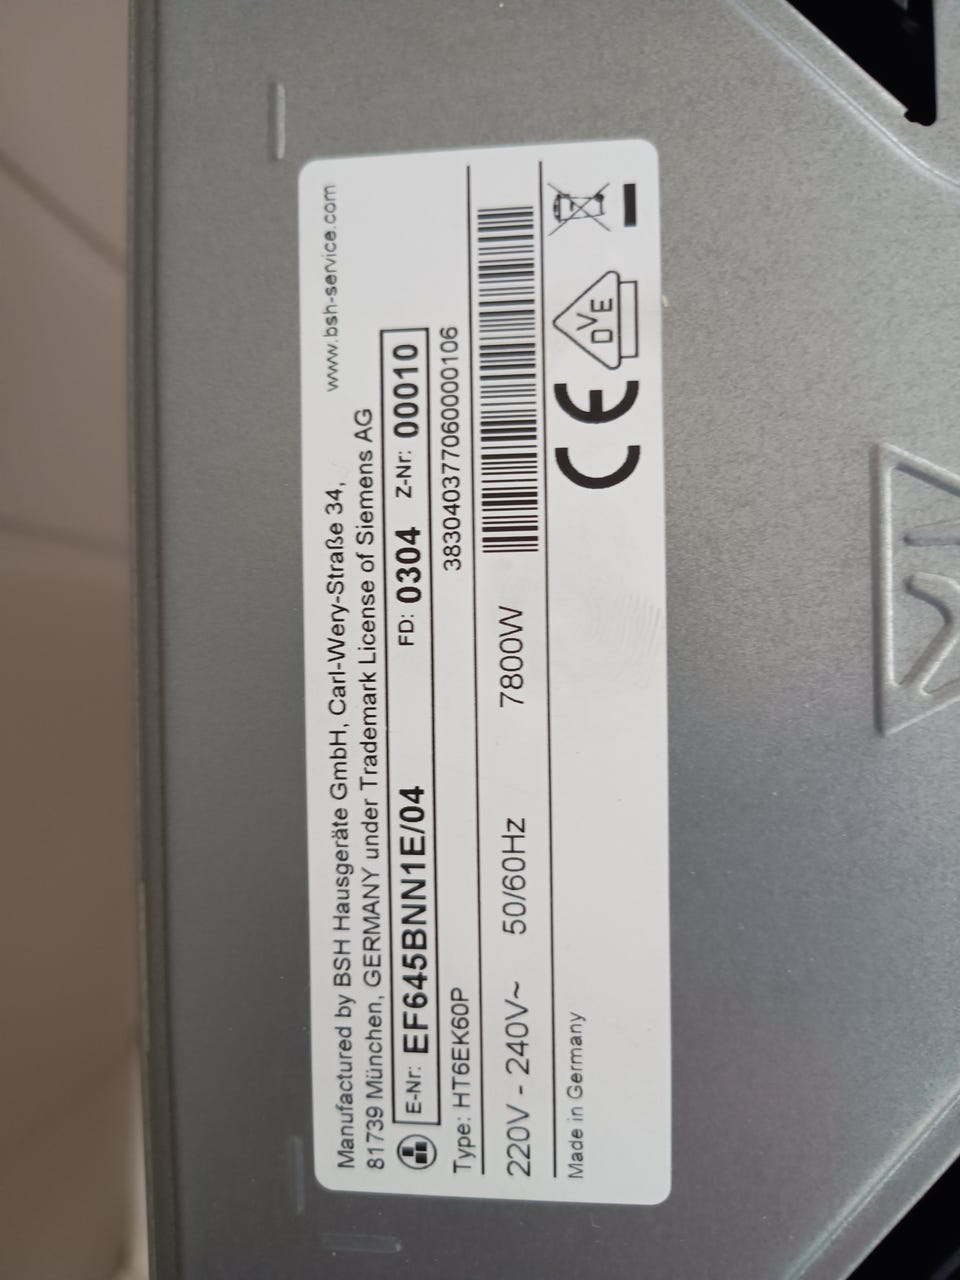 Manufactured by BSH Hausgeräte GmbH, Carl-Wery-Straße 34, www.bsh-service.com
81739 München, GERMANY under Trademark License of Siemens AG
E-Nr: EF645BNN1E/04 FD: 0304 Z-Nr: 00010
Type: HT6EK60P 383040377060000106
220V - 240V~ 50/60Hz 7800W
Made in Germany CE DVE